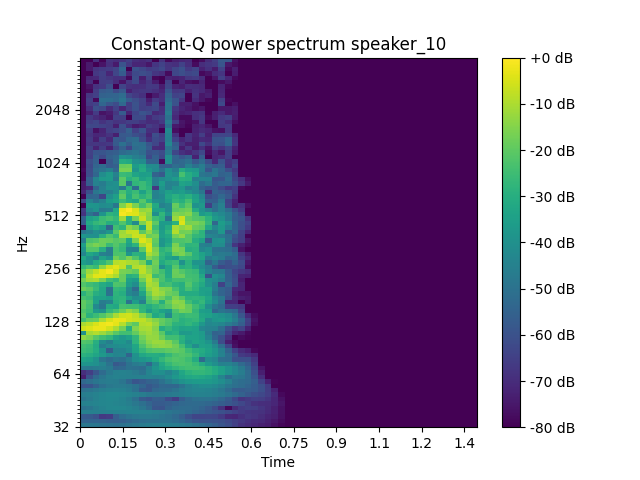 Constant-Q power spectrum speaker_10
Hz
2048
1024
512
256
128
64
32
0 0.15 0.3 0.45 0.6 0.75 0.9 1.1 1.2 1.4
Time
+0 dB
-10 dB
-20 dB
-30 dB
-40 dB
-50 dB
-60 dB
-70 dB
-80 dB